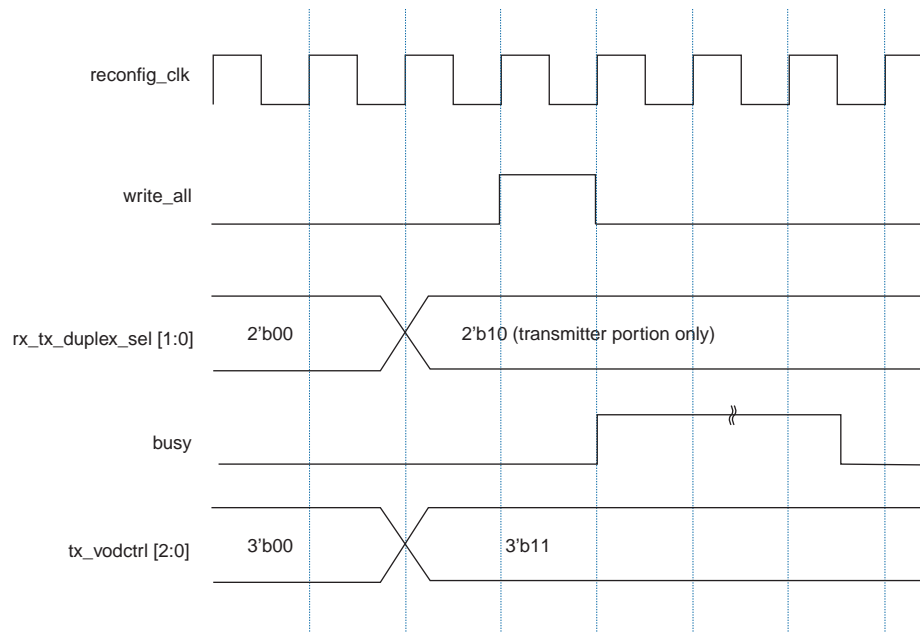 reconfig_clk
write_all
rx_tx_duplex_sel [1:0]
2'b00
2'b10 (transmitter portion only)
busy
tx_vodctrl [2:0]
3'b00
3'b11